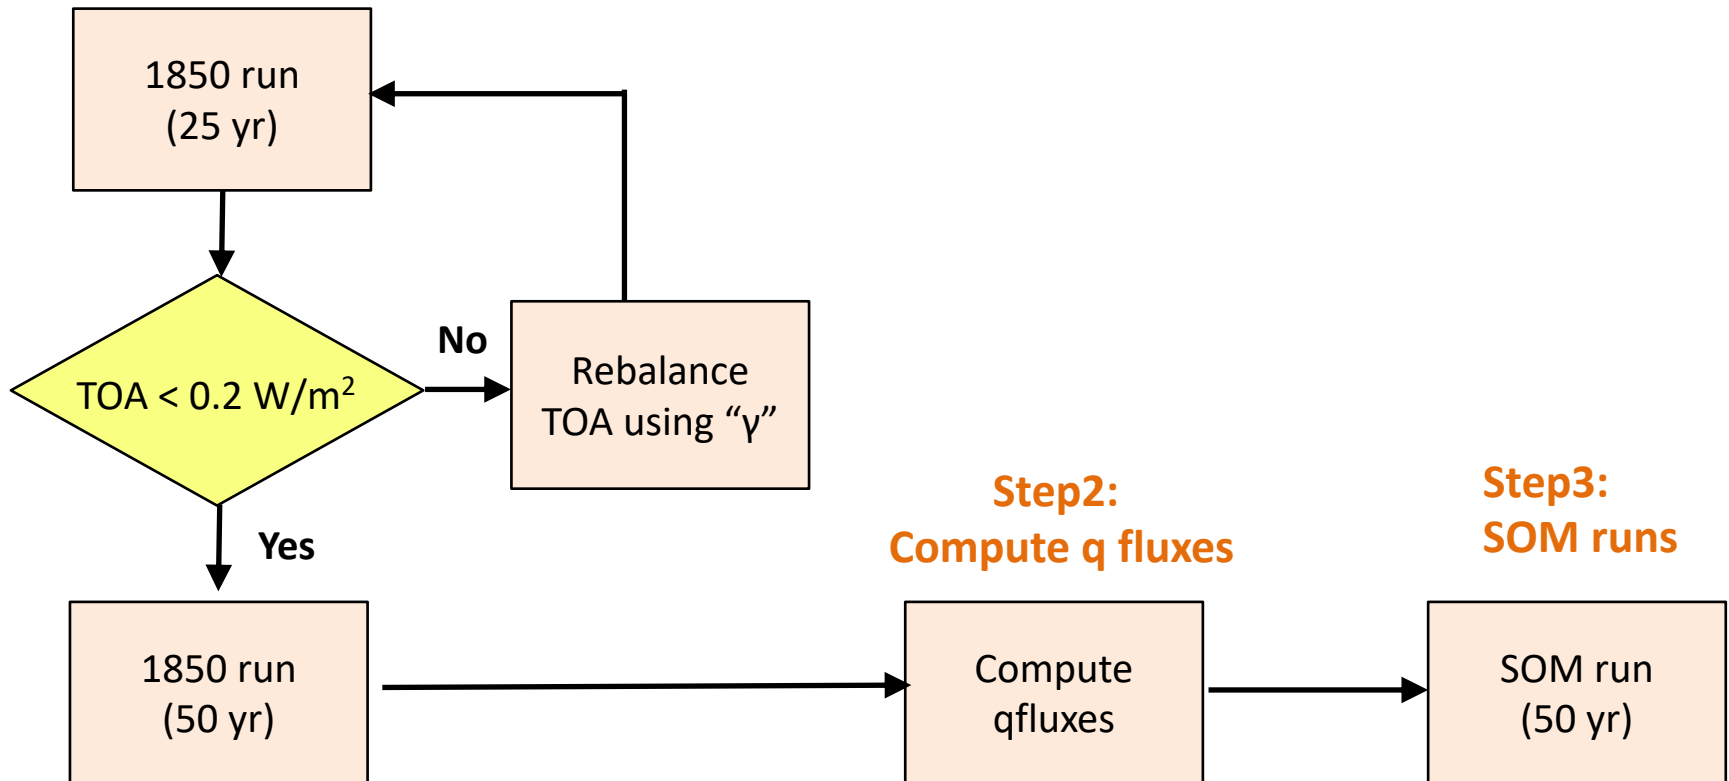 1850 run
(25 yr)
TOA < 0.2 W/m²
No
Rebalance
TOA using “γ”
Yes
Step2:
Compute q fluxes
Step3:
SOM runs
1850 run
(50 yr)
Compute
qfluxes
SOM run
(50 yr)